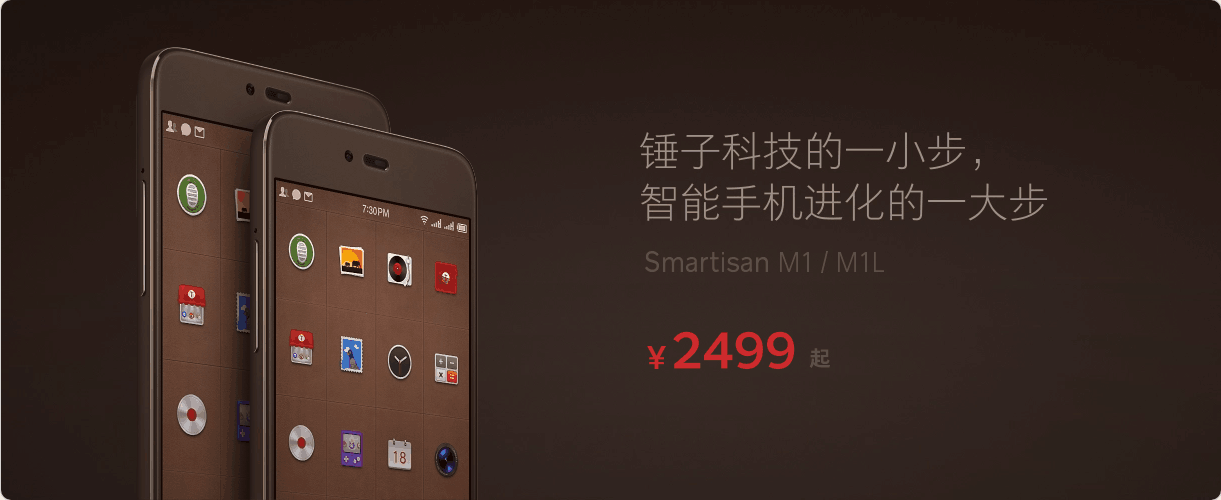 锤子科技的一小步，
智能手机进化的一大步
Smartisan M1 / M1L
¥2499 起
7:30PM
18